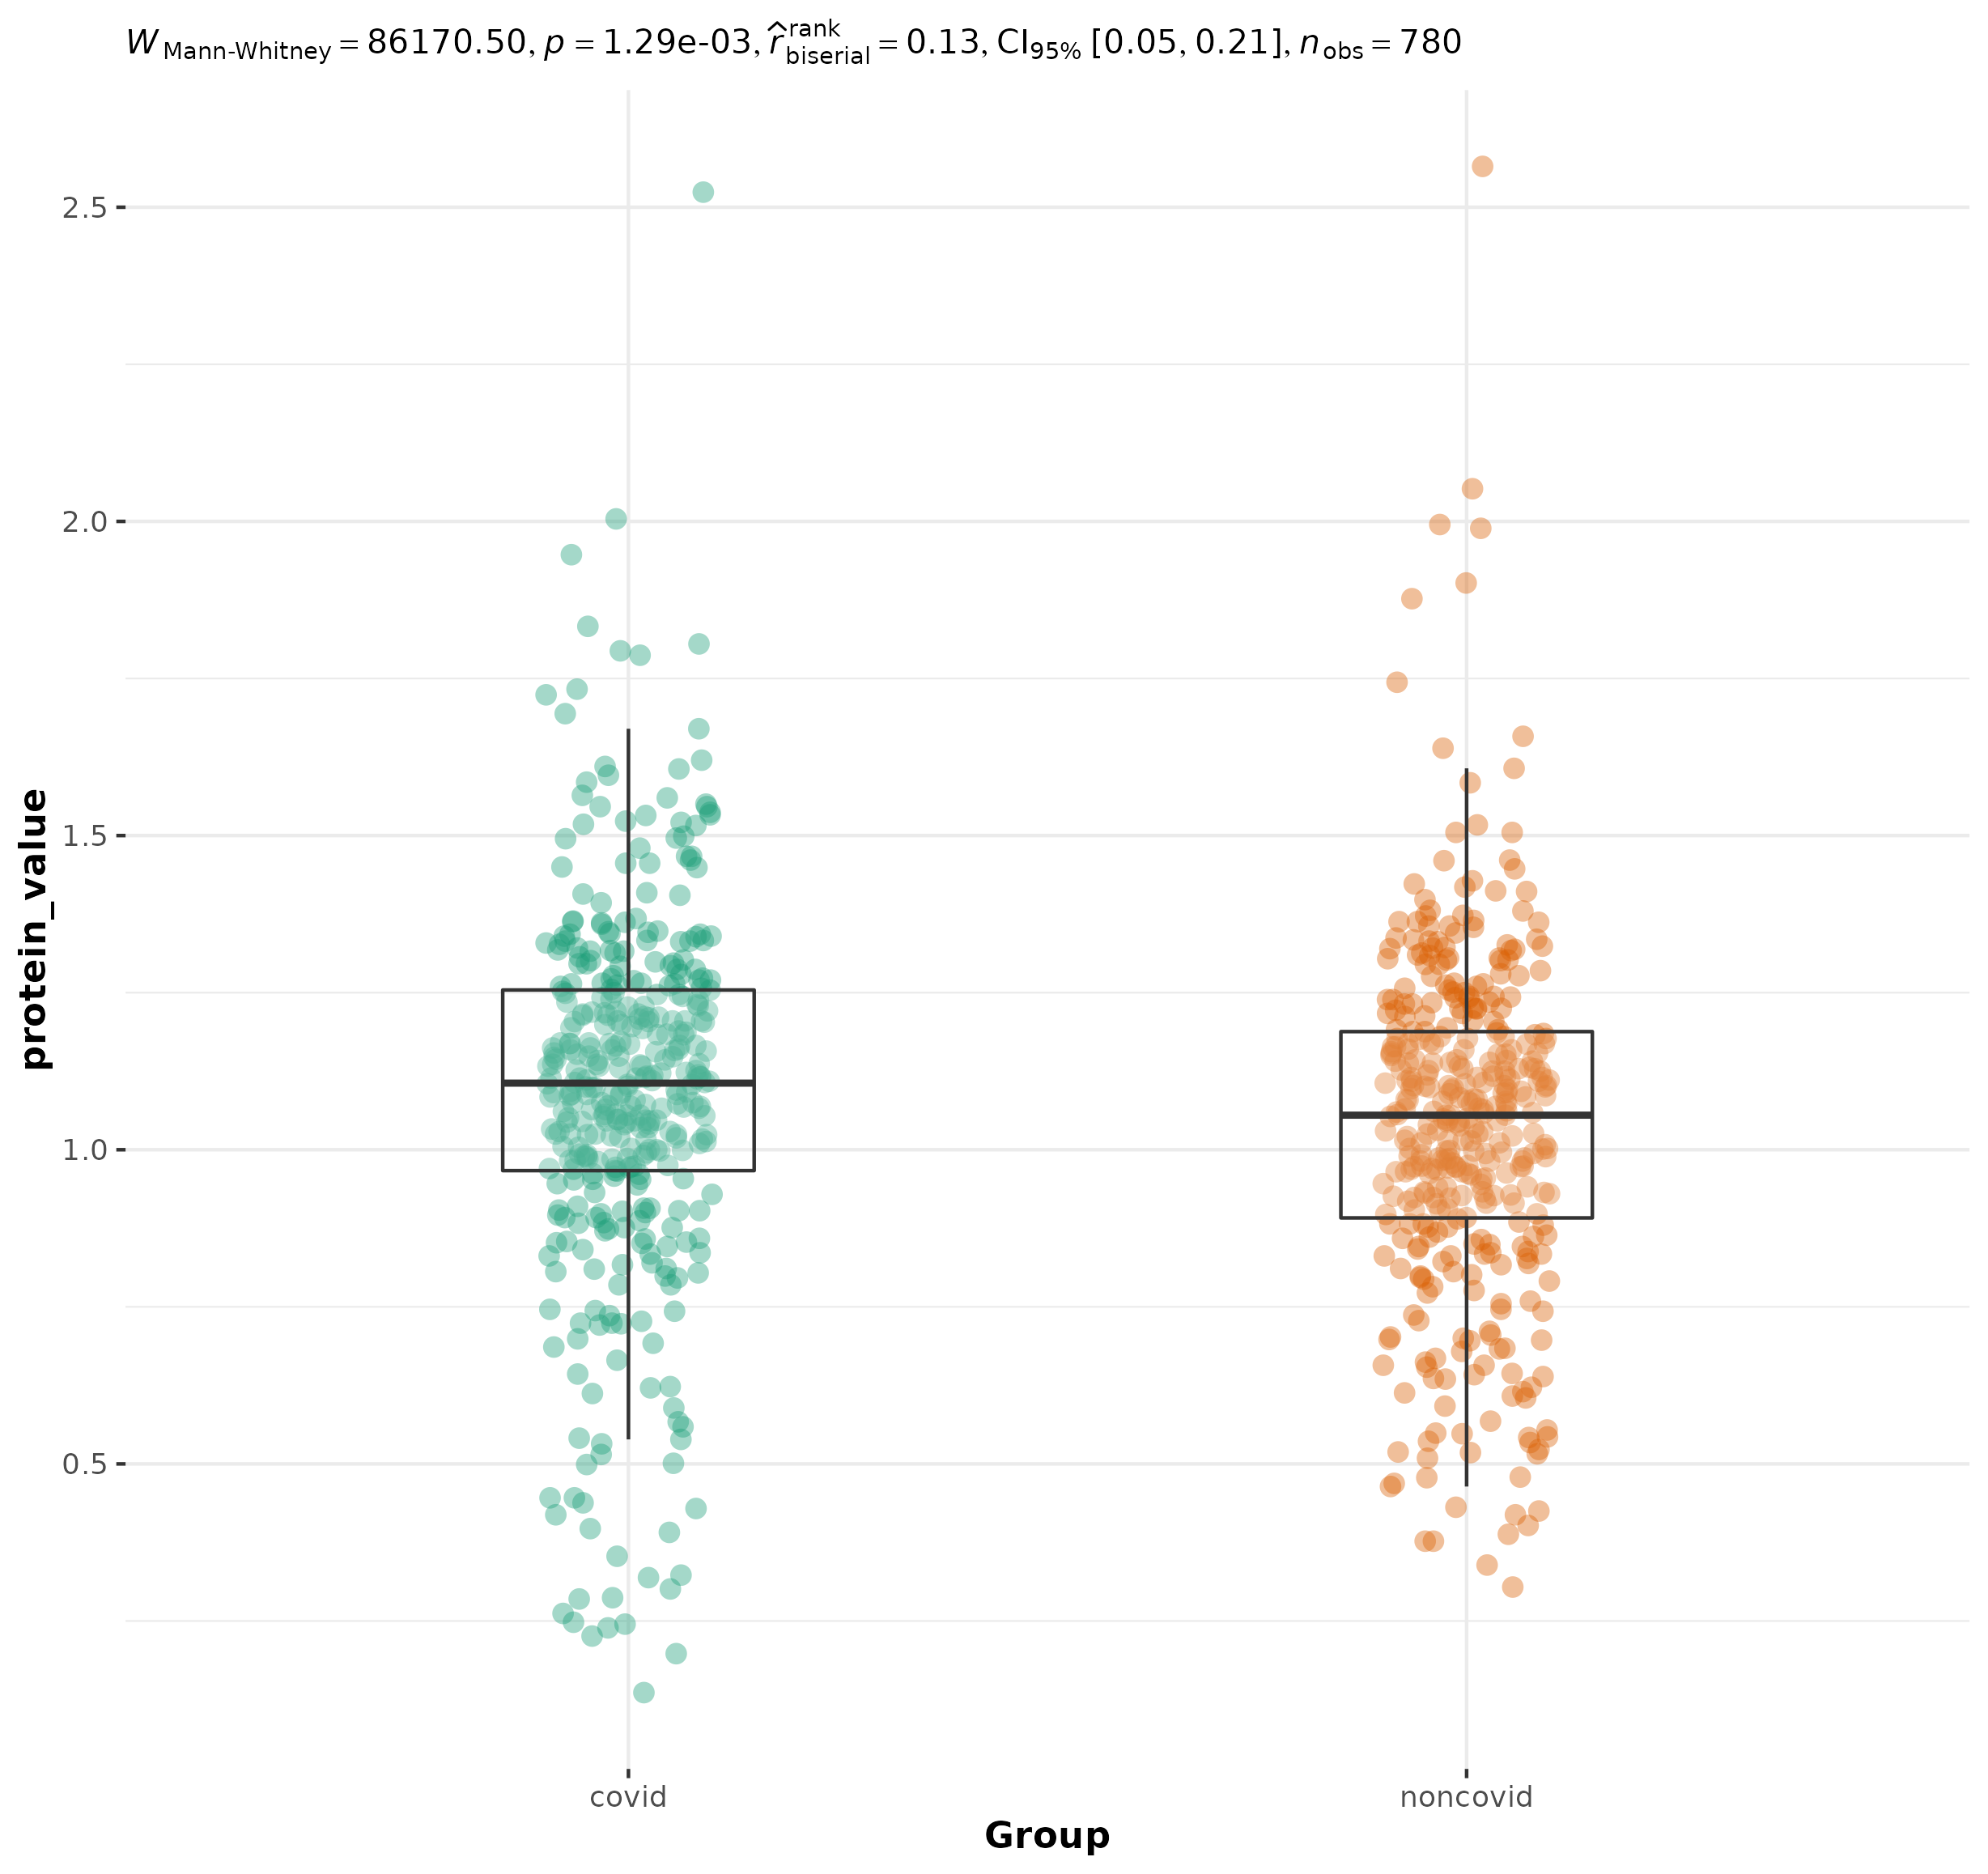 W Mann-Whitney = 86170.50, p = 1.29e-03, r̂ rank biserial = 0.13, CI95% [0.05, 0.21], n obs = 780
protein_value
2.5
2.0
1.5
1.0
0.5
covid noncovid
Group